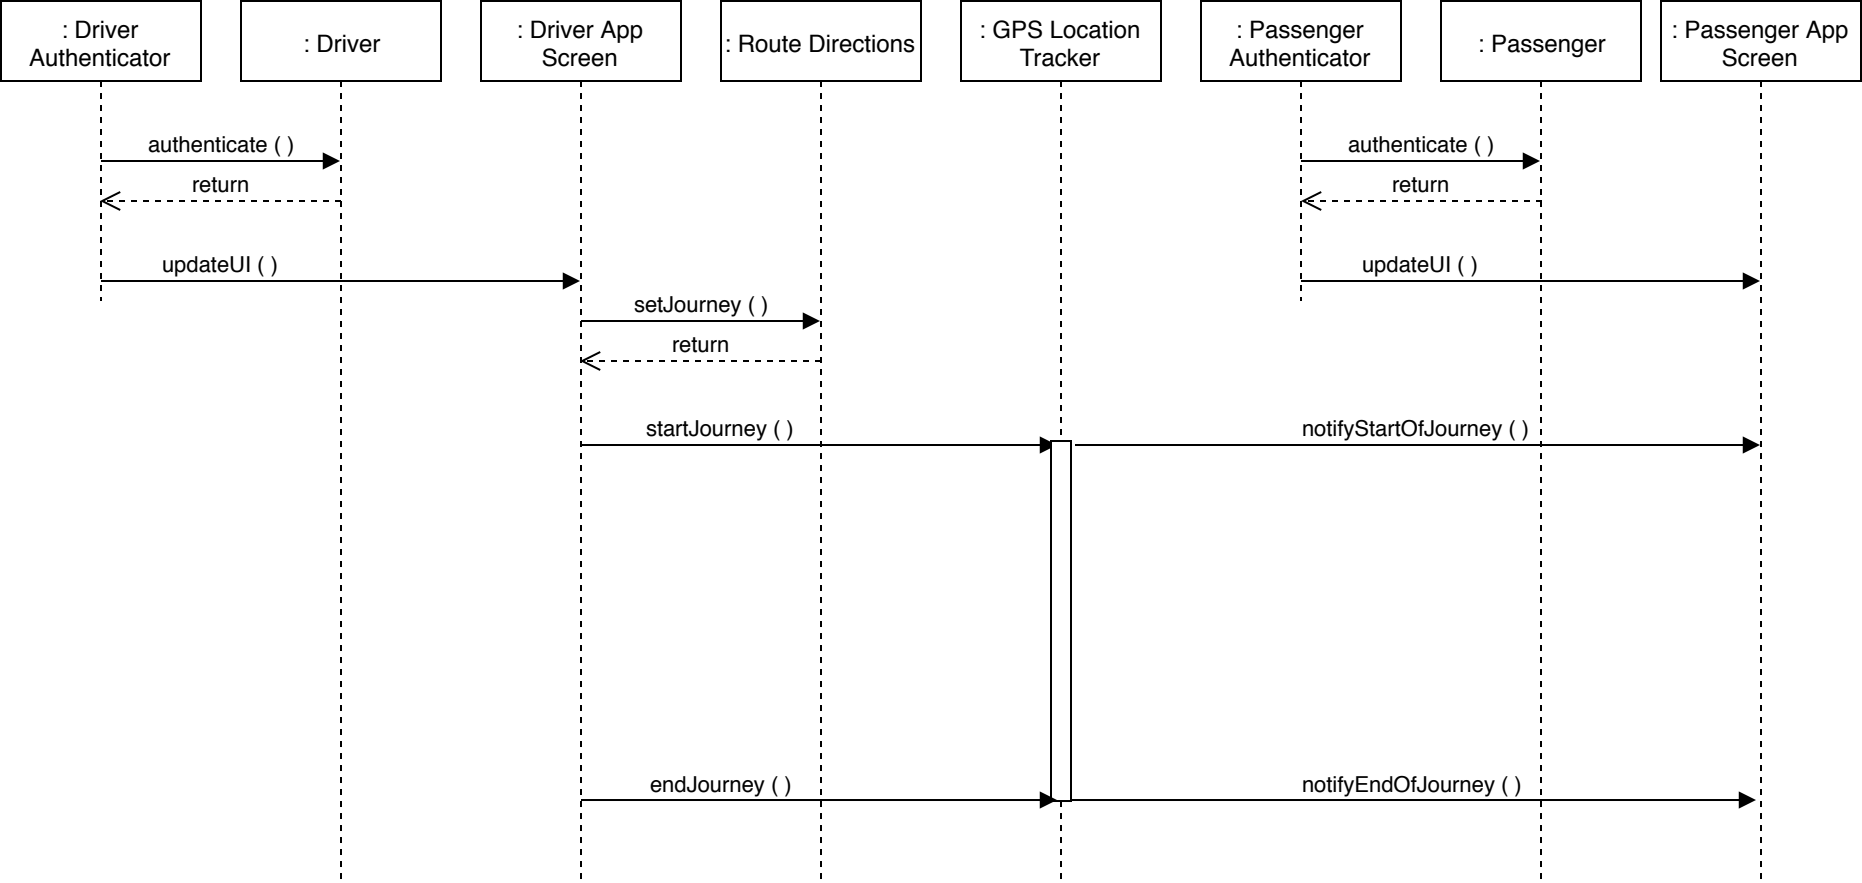 : Driver
Authenticator
: Driver
: Driver App
Screen
: Route Directions
: GPS Location
Tracker
: Passenger
Authenticator
: Passenger
: Passenger App
Screen
authenticate ( )
authenticate ( )
return
return
updateUI ( )
updateUI ( )
setJourney ( )
return
startJourney ( )
notifyStartOfJourney ( )
endJourney ( )
notifyEndOfJourney ( )